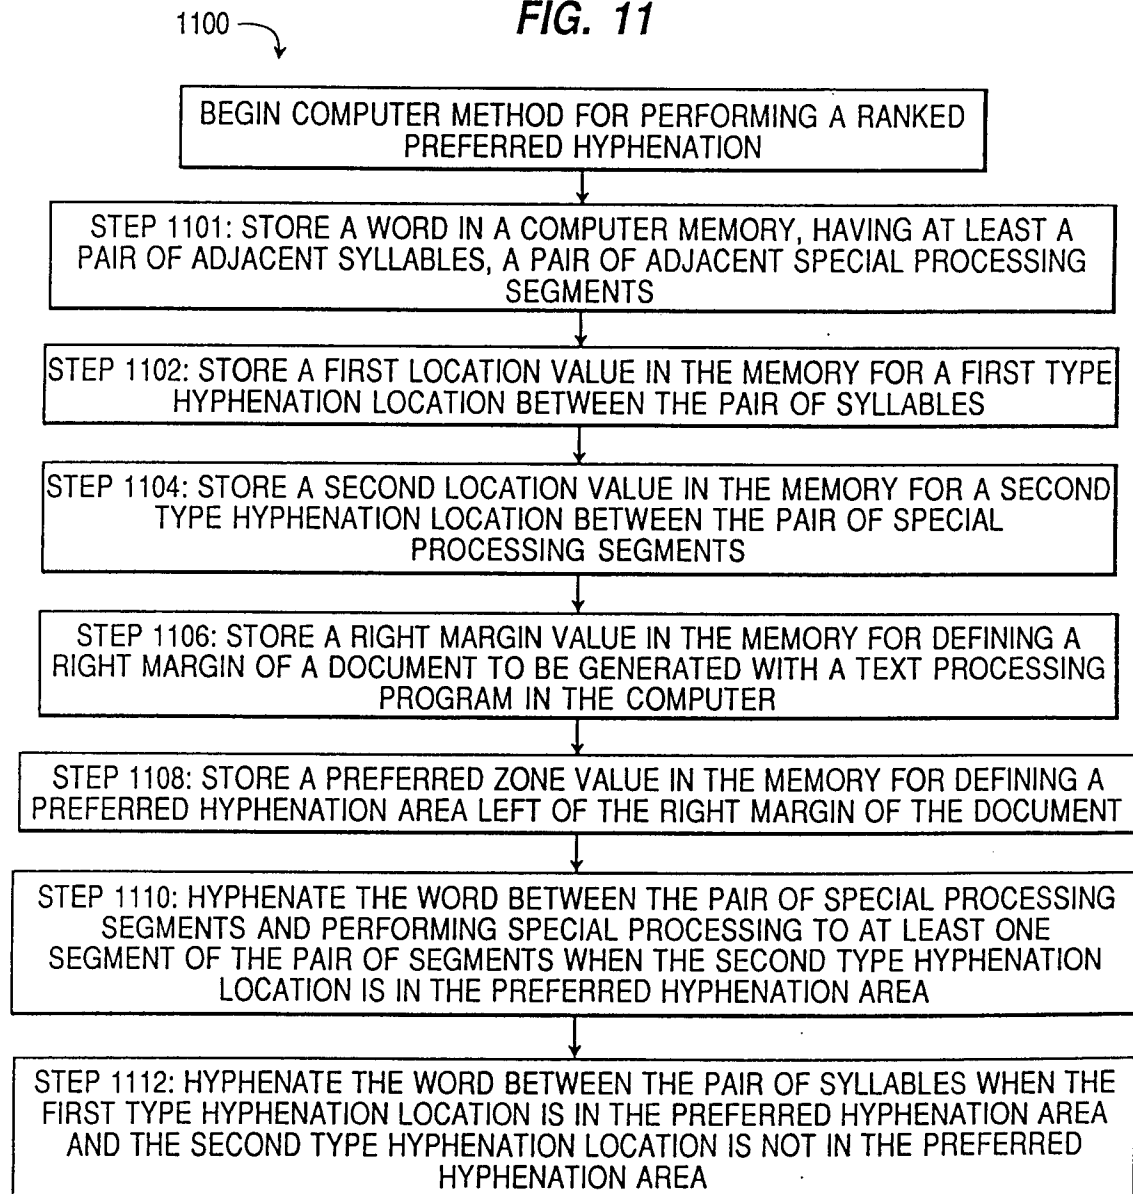 FIG. 11
1100
BEGIN COMPUTER METHOD FOR PERFORMING A RANKED
PREFERRED HYPHENATION
STEP 1101: STORE A WORD IN A COMPUTER MEMORY, HAVING AT LEAST A
PAIR OF ADJACENT SYLLABLES, A PAIR OF ADJACENT SPECIAL PROCESSING
SEGMENTS
STEP 1102: STORE A FIRST LOCATION VALUE IN THE MEMORY FOR A FIRST TYPE
HYPHENATION LOCATION BETWEEN THE PAIR OF SYLLABLES
STEP 1104: STORE A SECOND LOCATION VALUE IN THE MEMORY FOR A SECOND
TYPE HYPHENATION LOCATION BETWEEN THE PAIR OF SPECIAL
PROCESSING SEGMENTS
STEP 1106: STORE A RIGHT MARGIN VALUE IN THE MEMORY FOR DEFINING A
RIGHT MARGIN OF A DOCUMENT TO BE GENERATED WITH A TEXT PROCESSING
PROGRAM IN THE COMPUTER
STEP 1108: STORE A PREFERRED ZONE VALUE IN THE MEMORY FOR DEFINING A
PREFERRED HYPHENATION AREA LEFT OF THE RIGHT MARGIN OF THE DOCUMENT
STEP 1110: HYPHENATE THE WORD BETWEEN THE PAIR OF SPECIAL PROCESSING
SEGMENTS AND PERFORMING SPECIAL PROCESSING TO AT LEAST ONE
SEGMENT OF THE PAIR OF SEGMENTS WHEN THE SECOND TYPE HYPHENATION
LOCATION IS IN THE PREFERRED HYPHENATION AREA
STEP 1112: HYPHENATE THE WORD BETWEEN THE PAIR OF SYLLABLES WHEN THE
FIRST TYPE HYPHENATION LOCATION IS IN THE PREFERRED HYPHENATION AREA
AND THE SECOND TYPE HYPHENATION LOCATION IS NOT IN THE PREFERRED
HYPHENATION AREA